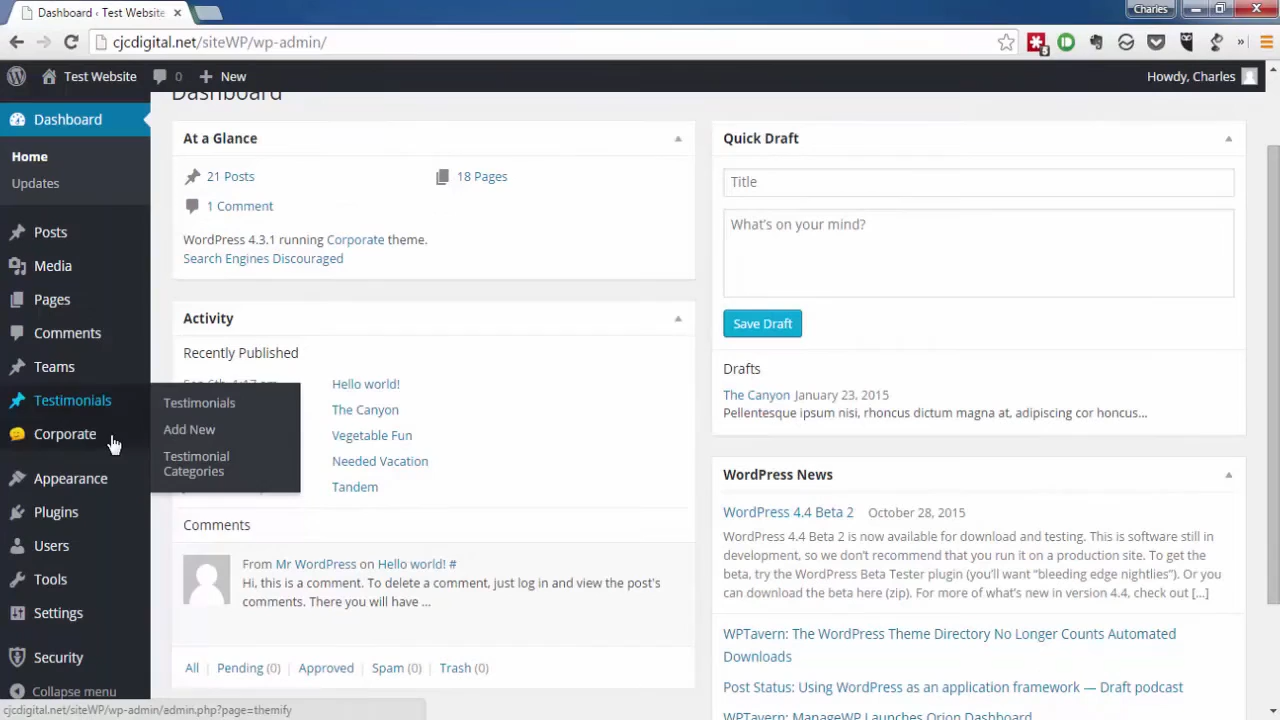 Dashboard ‹ Test Website
Charles
cjcdigital.net/siteWP/wp-admin/
5
Test Website
0
New
Howdy, Charles
Dashboard
Home
Updates
Posts
Media
Pages
Comments
Teams
Testimonials
Corporate
Appearance
Plugins
Users
Tools
Settings
Security
Collapse menu
Testimonials
Add New
Testimonial
Categories
Dashboard
At a Glance
21 Posts
18 Pages
1 Comment
WordPress 4.3.1 running Corporate theme.
Search Engines Discouraged
Activity
Recently Published
Hello world!
The Canyon
Vegetable Fun
Needed Vacation
Tandem
Comments
From Mr WordPress on Hello world! #
Hi, this is a comment. To delete a comment, just log in and view the post's
comments. There you will have ...
All | Pending (0) | Approved | Spam (0) | Trash (0)
Quick Draft
Title
What's on your mind?
Save Draft
Drafts
The Canyon January 23, 2015
Pellentesque ipsum nisi, rhoncus dictum magna at, adipiscing cor honcus…
WordPress News
WordPress 4.4 Beta 2 October 28, 2015
WordPress 4.4 Beta 2 is now available for download and testing. This is software still in
development, so we don't recommend that you run it on a production site. To get the
beta, try the WordPress Beta Tester plugin (you'll want "bleeding edge nightlies"). Or you
can download the beta here (zip). For more of what's new in version 4.4, check out [...]
WPTavern: The WordPress Theme Directory No Longer Counts Automated
Downloads
Post Status: Using WordPress as an application framework — Draft podcast
WPTavern: ManageWP Launches Orion Dashboard
cjcdigital.net/siteWP/wp-admin/admin.php?page=themify